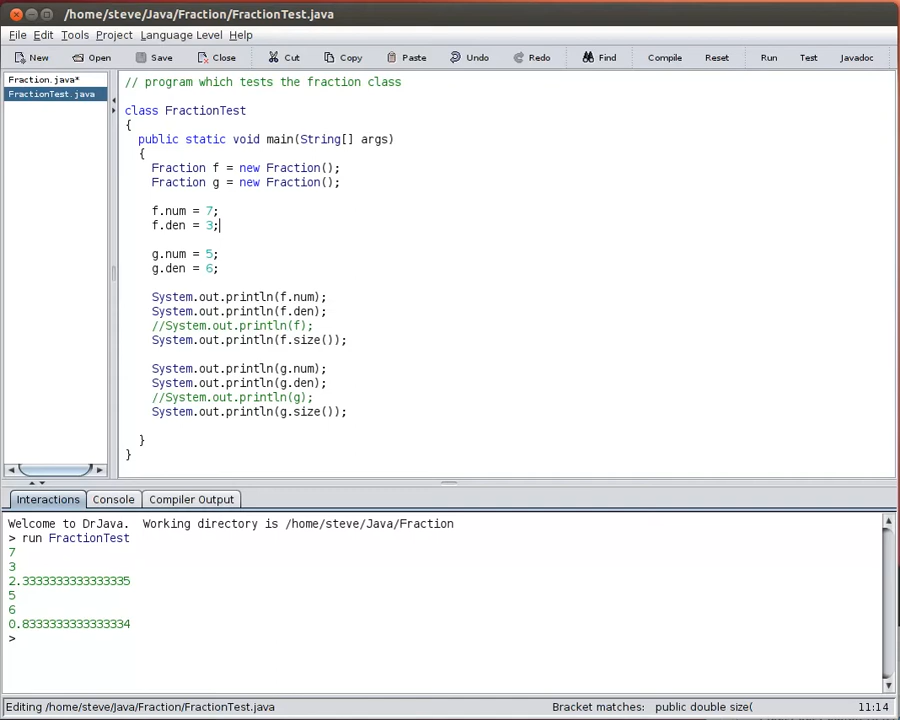 /home/steve/Java/Fraction/FractionTest.java
File Edit Tools Project Language Level Help
New Open Save Close Cut Copy Paste Undo Redo Find Compile Reset Run Test Javadoc
Fraction.java*
FractionTest.java
// program which tests the fraction class
class FractionTest
{
public static void main(String[] args)
{
Fraction f = new Fraction();
Fraction g = new Fraction();
f.num = 7;
f.den = 3;
g.num = 5;
g.den = 6;
System.out.println(f.num);
System.out.println(f.den);
//System.out.println(f);
System.out.println(f.size());
System.out.println(g.num);
System.out.println(g.den);
//System.out.println(g);
System.out.println(g.size());
}
}
Interactions Console Compiler Output
Welcome to DrJava.  Working directory is /home/steve/Java/Fraction
> run FractionTest
7
3
2.3333333333333335
5
6
0.8333333333333334
>
Editing /home/steve/Java/Fraction/FractionTest.java Bracket matches: public double size( 11:14